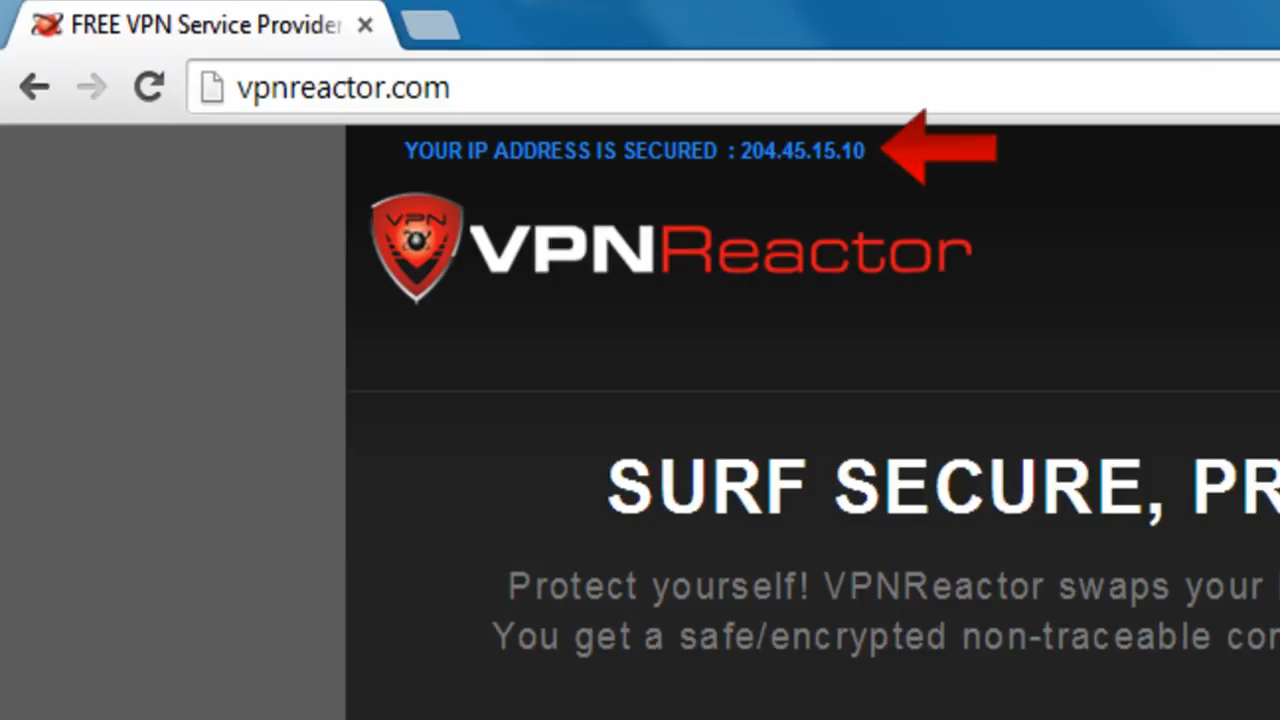 FREE VPN Service Provider
vpnreactor.com
YOUR IP ADDRESS IS SECURED : 204.45.15.10
VPN
VPNReactor
SURF SECURE, PR
Protect yourself! VPNReactor swaps your
You get a safe/encrypted non-traceable con